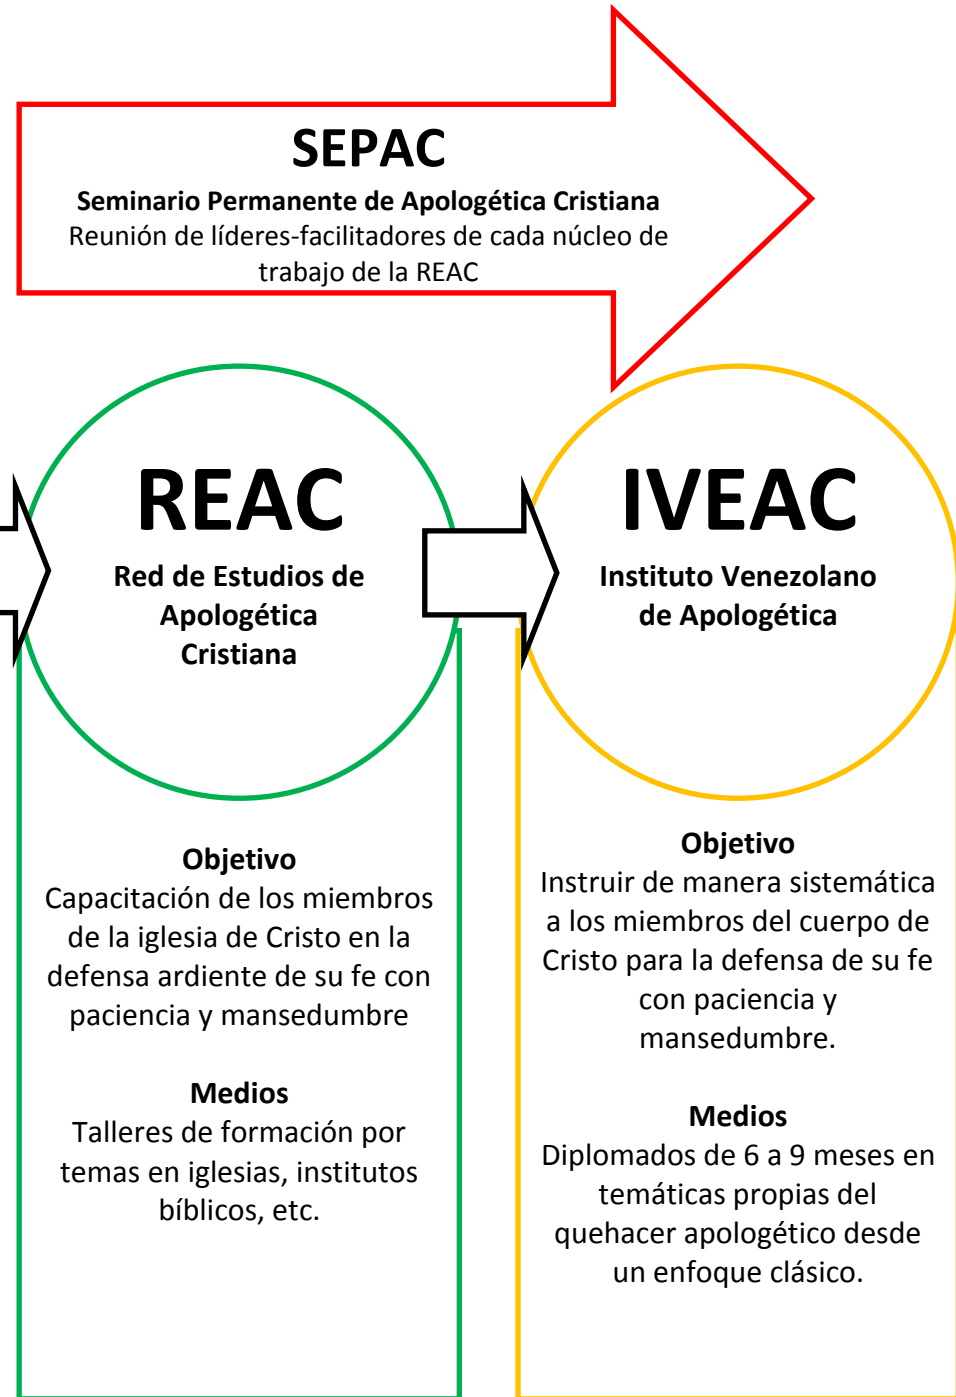 SEPAC
Seminario Permanente de Apologética Cristiana
Reunión de líderes-facilitadores de cada núcleo de
trabajo de la REAC
REAC
Red de Estudios de
Apologética
Cristiana
Objetivo
Capacitación de los miembros
de la iglesia de Cristo en la
defensa ardiente de su fe con
paciencia y mansedumbre
Medios
Talleres de formación por
temas en iglesias, institutos
bíblicos, etc.
IVEAC
Instituto Venezolano
de Apologética
Objetivo
Instruir de manera sistemática
a los miembros del cuerpo de
Cristo para la defensa de su fe
con paciencia y
mansedumbre.
Medios
Diplomados de 6 a 9 meses en
temáticas propias del
quehacer apologético desde
un enfoque clásico.